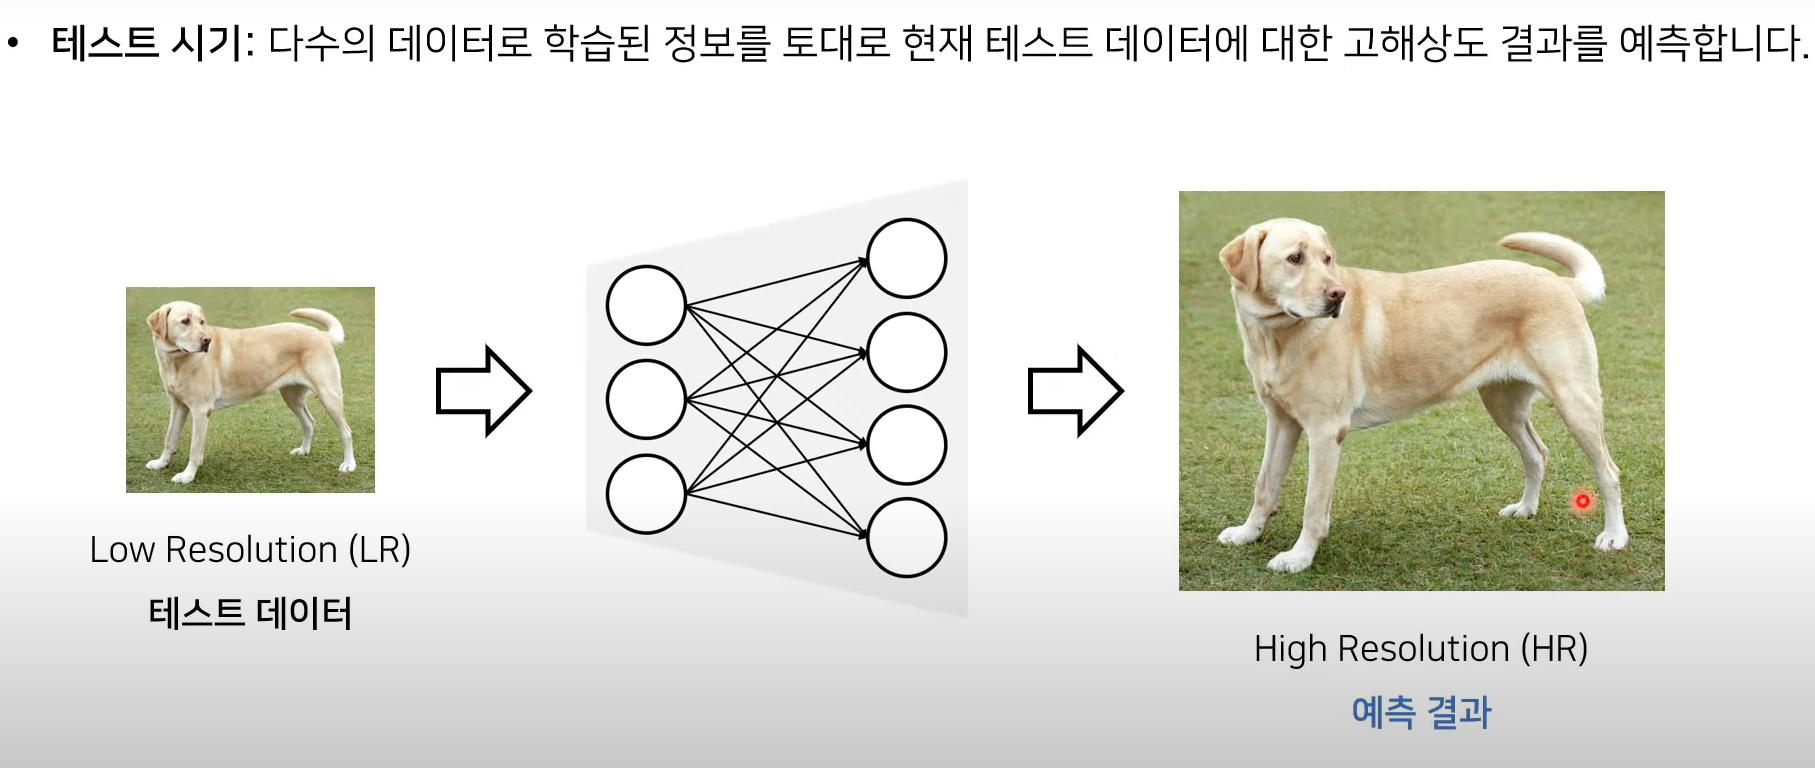 • 테스트 시기: 다수의 데이터로 학습된 정보를 토대로 현재 테스트 데이터에 대한 고해상도 결과를 예측합니다.
Low Resolution (LR)
테스트 데이터
High Resolution (HR)
예측 결과